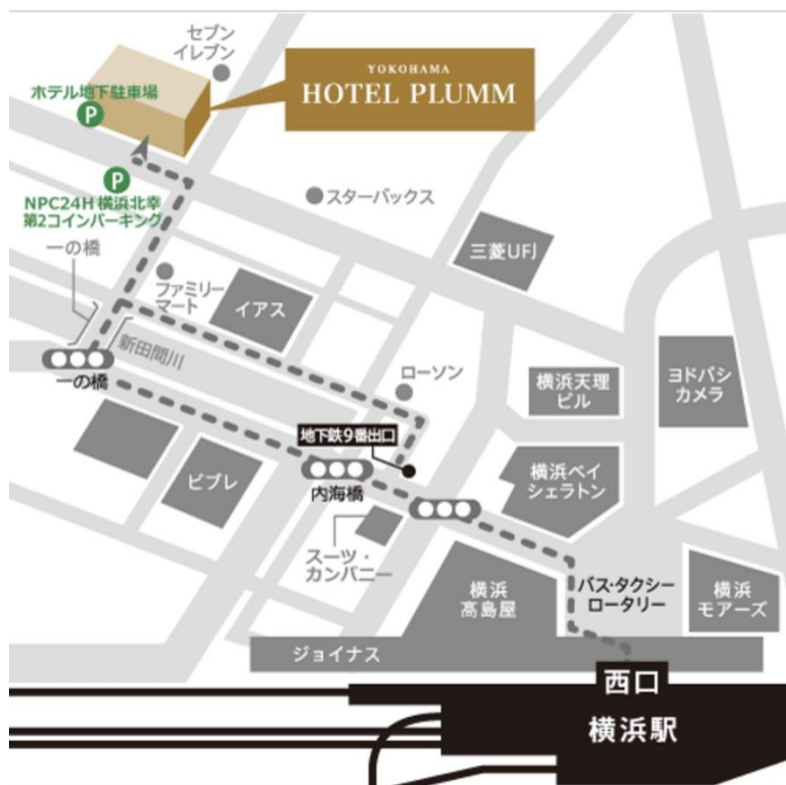 セブン
イレブン
YOKOHAMA
HOTEL PLUMM
ホテル地下駐車場
P
P
NPC24H 横浜北幸
第2コインパーキング
一の橋
スターバックス
三菱UFJ
ファミリー
マート
イアス
新田間川
一の橋
ローソン
横浜天理
ビル
ヨドバシ
カメラ
地下鉄9番出口
ビブレ
内海橋
横浜ベイ
シェラトン
スーツ・
カンパニー
横浜
高島屋
バス・タクシー
ロータリー
横浜
モアーズ
ジョイナス
西口
横浜駅